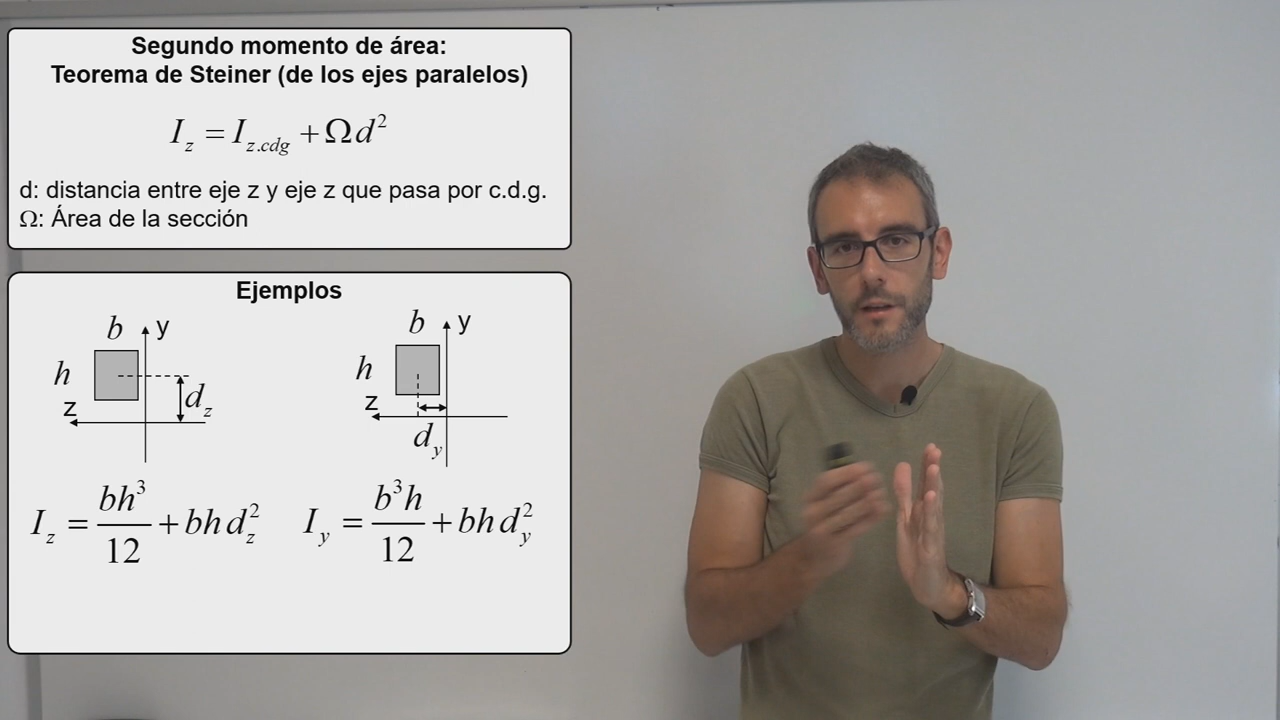 Segundo momento de área:
Teorema de Steiner (de los ejes paralelos)
I_z = I_{z.cdg} + Ωd²
d: distancia entre eje z y eje z que pasa por c.d.g.
Ω: Área de la sección
Ejemplos
b y
h
z
d_z
b y
h
z
d_y
I_z = bh³/12 + bh d_z²
I_y = b³h/12 + bh d_y²